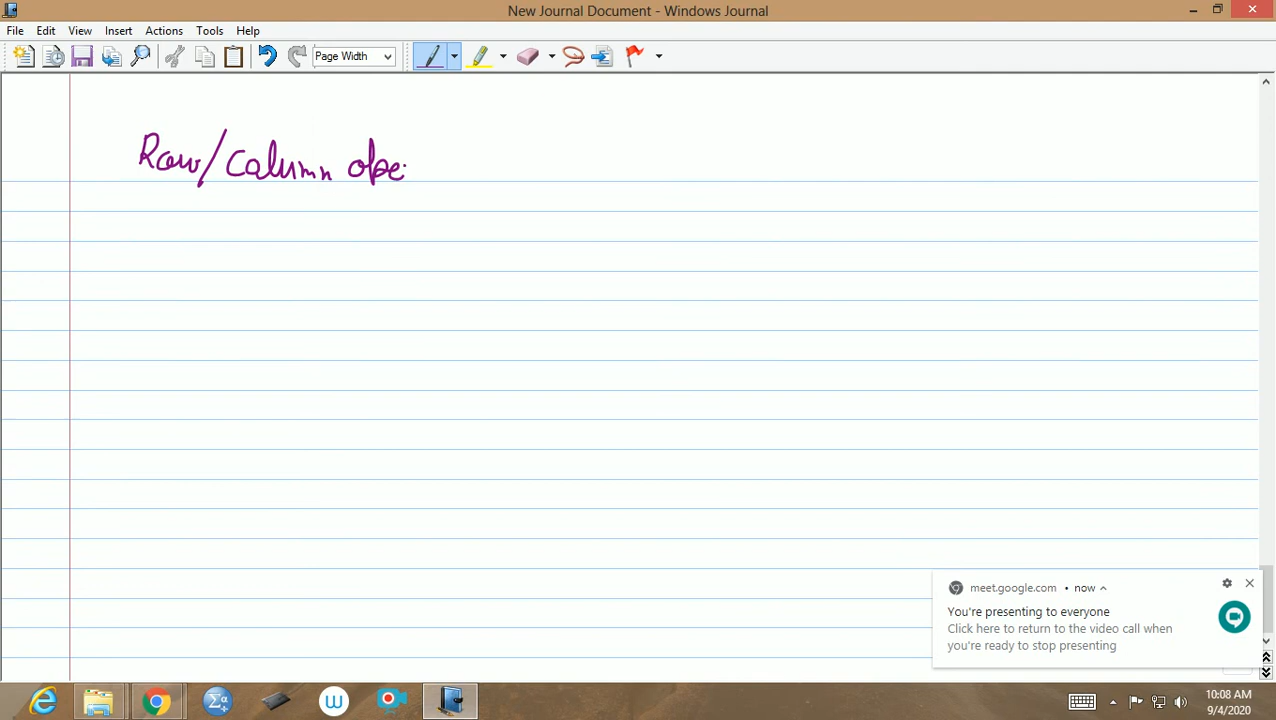 New Journal Document - Windows Journal
File Edit View Insert Actions Tools Help
Page Width
Row/Column ope
meet.google.com • now
You're presenting to everyone
Click here to return to the video call when
you're ready to stop presenting
10:08 AM
9/4/2020